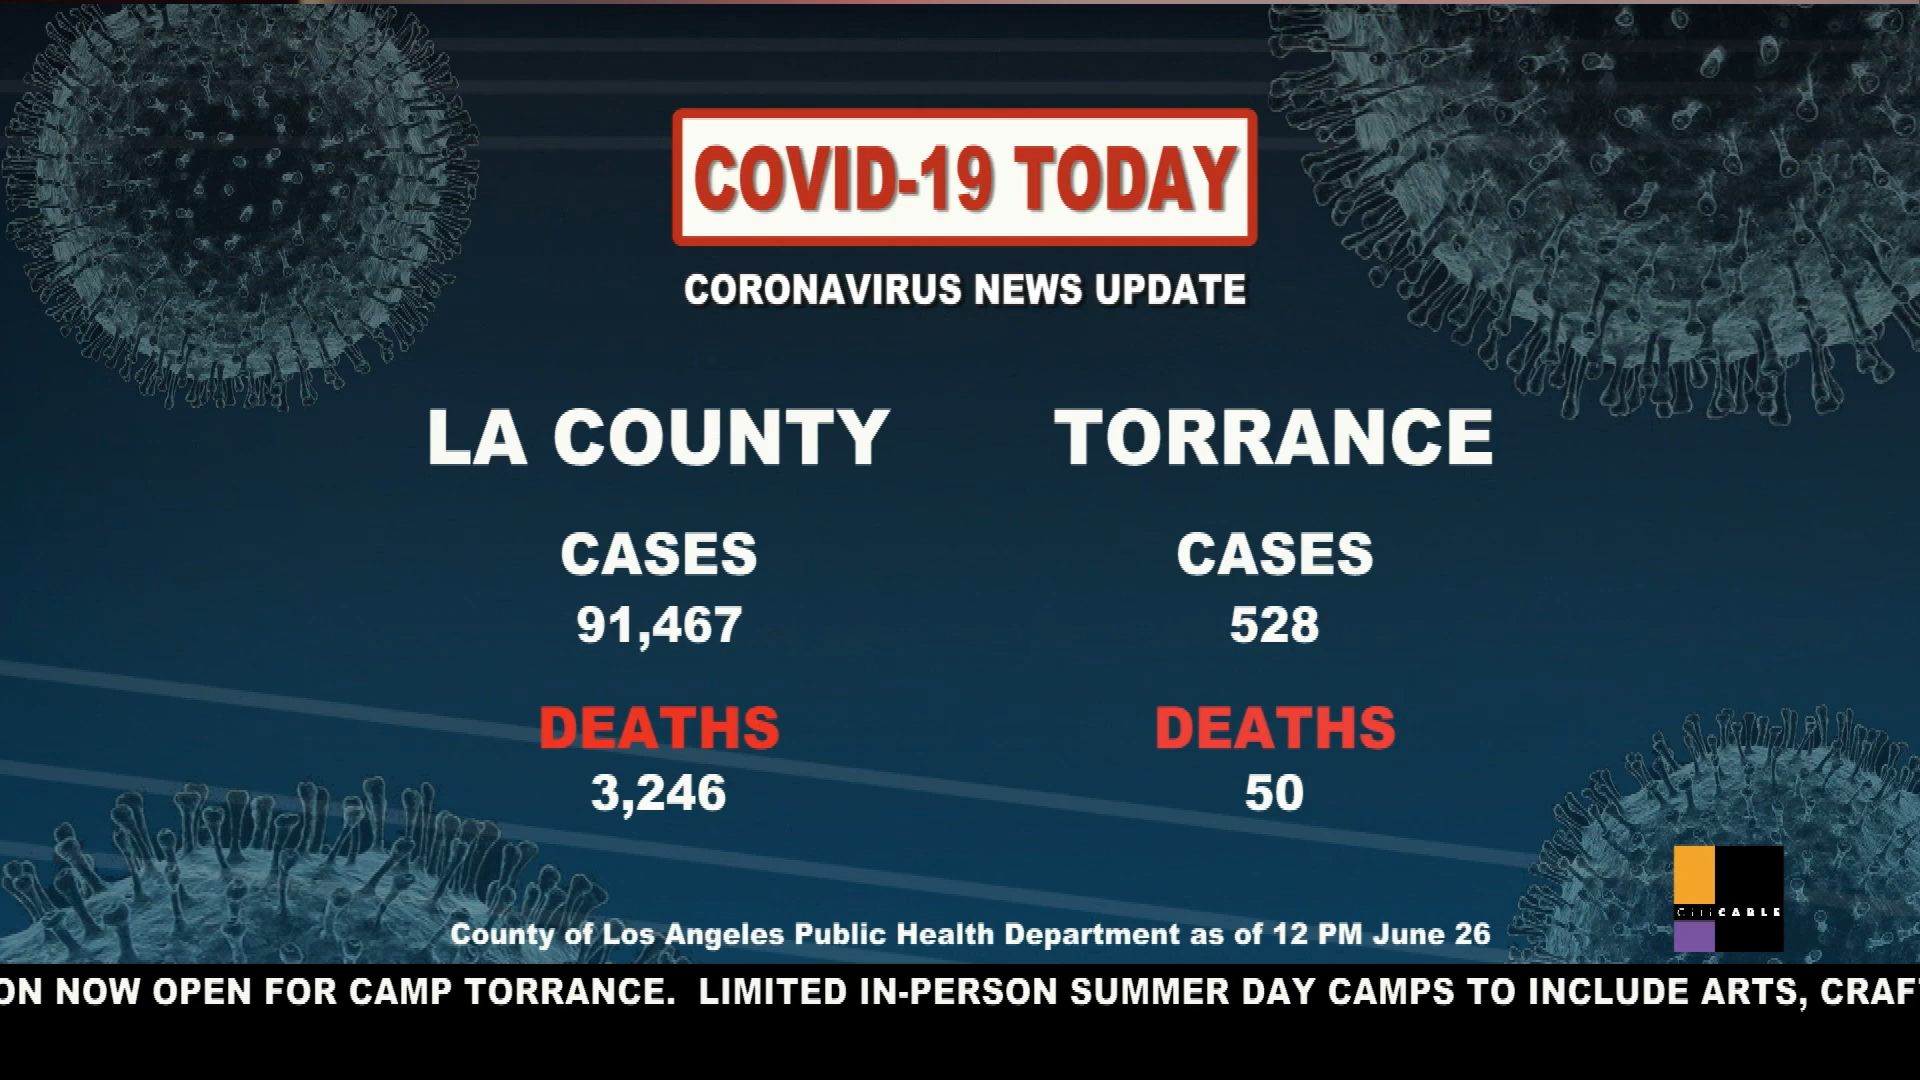 COVID-19 TODAY
CORONAVIRUS NEWS UPDATE
LA COUNTY
CASES
91,467
DEATHS
3,246
TORRANCE
CASES
528
DEATHS
50
CITICABLE
County of Los Angeles Public Health Department as of 12 PM June 26
ON NOW OPEN FOR CAMP TORRANCE. LIMITED IN-PERSON SUMMER DAY CAMPS TO INCLUDE ARTS, CRAF